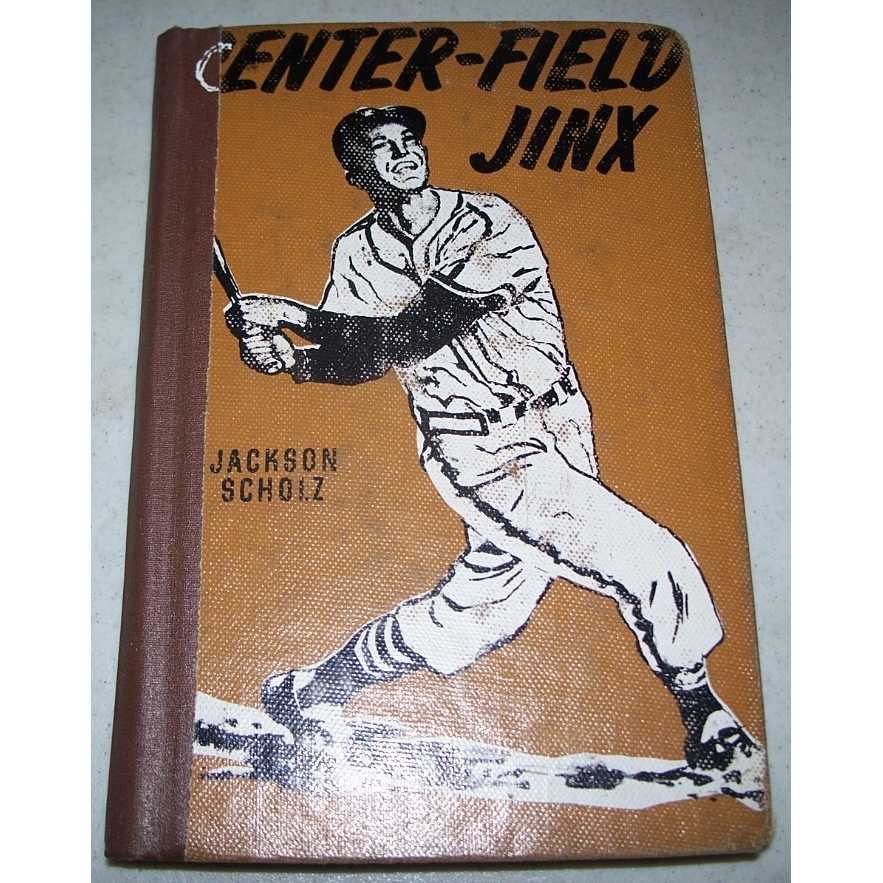 CENTER-FIELD
JINX
JACKSON
SCHOLZ